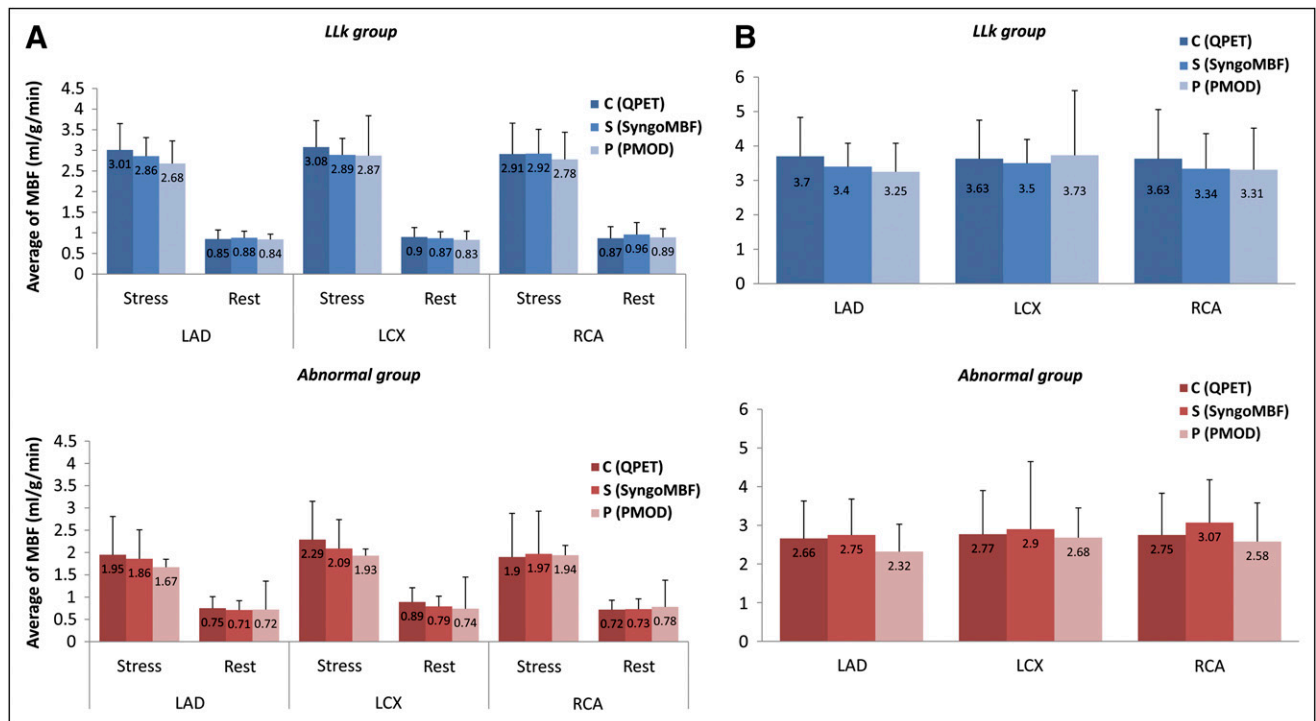 A
LLk group
C (QPET)
S (SyngoMBF)
P (PMOD)
Average of MBF (ml/g/min)
4.5
4
3.5
3
2.5
2
1.5
1
0.5
0
3.01 2.86 2.68 0.85 0.88 0.84 3.08 2.89 2.87 0.9 0.87 0.83 2.91 2.92 2.78 0.87 0.96 0.89
Stress Rest Stress Rest Stress Rest
LAD LCX RCA
Abnormal group
C (QPET)
S (SyngoMBF)
P (PMOD)
Average of MBF (ml/g/min)
4.5
4
3.5
3
2.5
2
1.5
1
0.5
0
1.95 1.86 1.67 0.75 0.71 0.72 2.29 2.09 1.93 0.89 0.79 0.74 1.9 1.97 1.94 0.72 0.73 0.78
Stress Rest Stress Rest Stress Rest
LAD LCX RCA
B
LLk group
C (QPET)
S (SyngoMBF)
P (PMOD)
6
5
4
3
2
1
0
3.7 3.4 3.25 3.63 3.5 3.73 3.63 3.34 3.31
LAD LCX RCA
Abnormal group
C (QPET)
S (SyngoMBF)
P (PMOD)
6
5
4
3
2
1
0
2.66 2.75 2.32 2.77 2.9 2.68 2.75 3.07 2.58
LAD LCX RCA